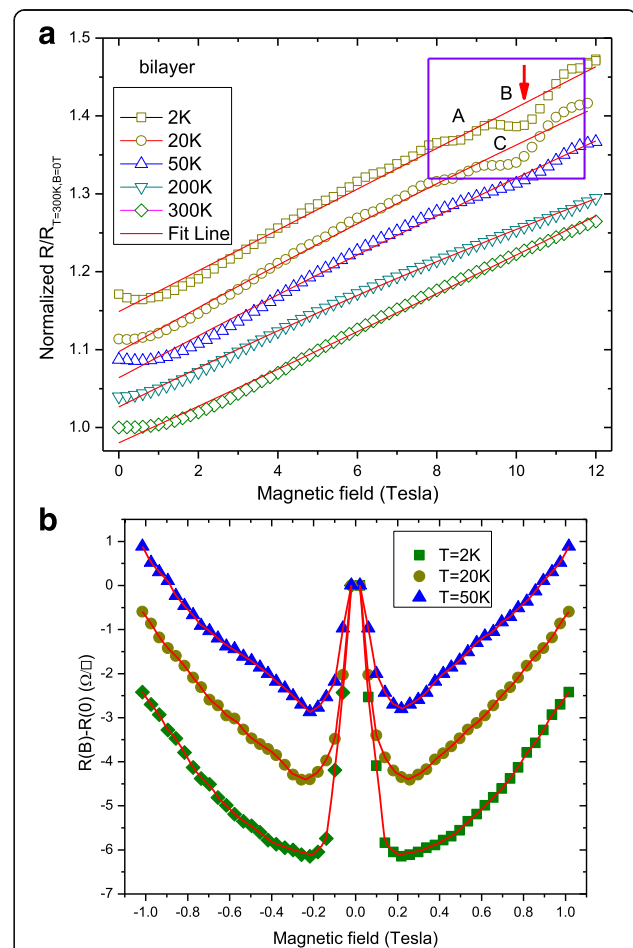 a
bilayer
2K
20K
50K
200K
300K
Fit Line
A
B
C
1.5
1.4
1.3
1.2
1.1
1.0
Normalized R/R_{T=300K,B=0T}
0 2 4 6 8 10 12
Magnetic field (Tesla)
b
T=2K
T=20K
T=50K
1
0
-1
-2
-3
-4
-5
-6
-7
R(B)-R(0) (Ω/□)
-1.0 -0.8 -0.6 -0.4 -0.2 0.0 0.2 0.4 0.6 0.8 1.0
Magnetic field (Tesla)